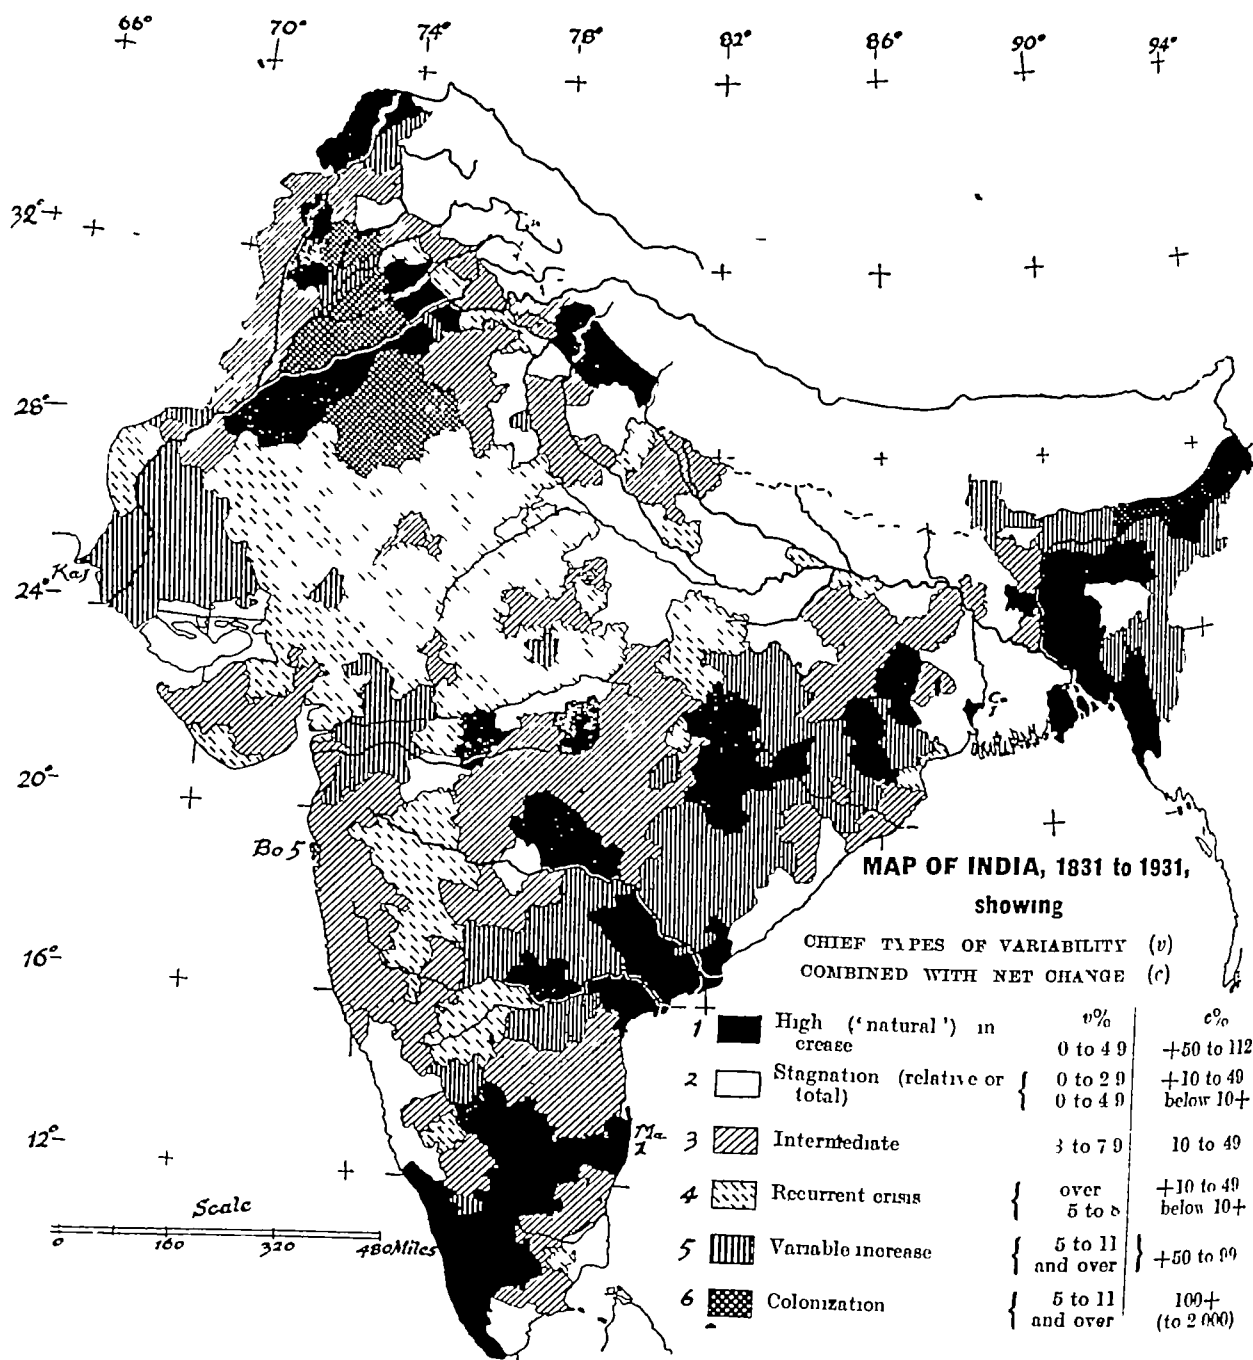 66° 70° 74° 78° 82° 86° 90° 94°
32°
28°
24°
20°
16°
12°
Bo 5
Ma
Scale
0 160 320 480 Miles
MAP OF INDIA, 1831 to 1931,
showing
CHIEF TYPES OF VARIABILITY (v)
COMBINED WITH NET CHANGE (c)
v% c%
1 High ('natural') in
crease 0 to 4 9 +50 to 112
2 Stagnation (relative or 0 to 2 9 +10 to 49
total) 0 to 4 9 below 10+
3 Intermediate 3 to 7 9 10 to 49
4 Recurrent crisis over +10 to 49
5 to 8 below 10+
5 Variable increase 5 to 11
and over +50 to 99
6 Colonization 5 to 11 100+
and over (to 2 000)